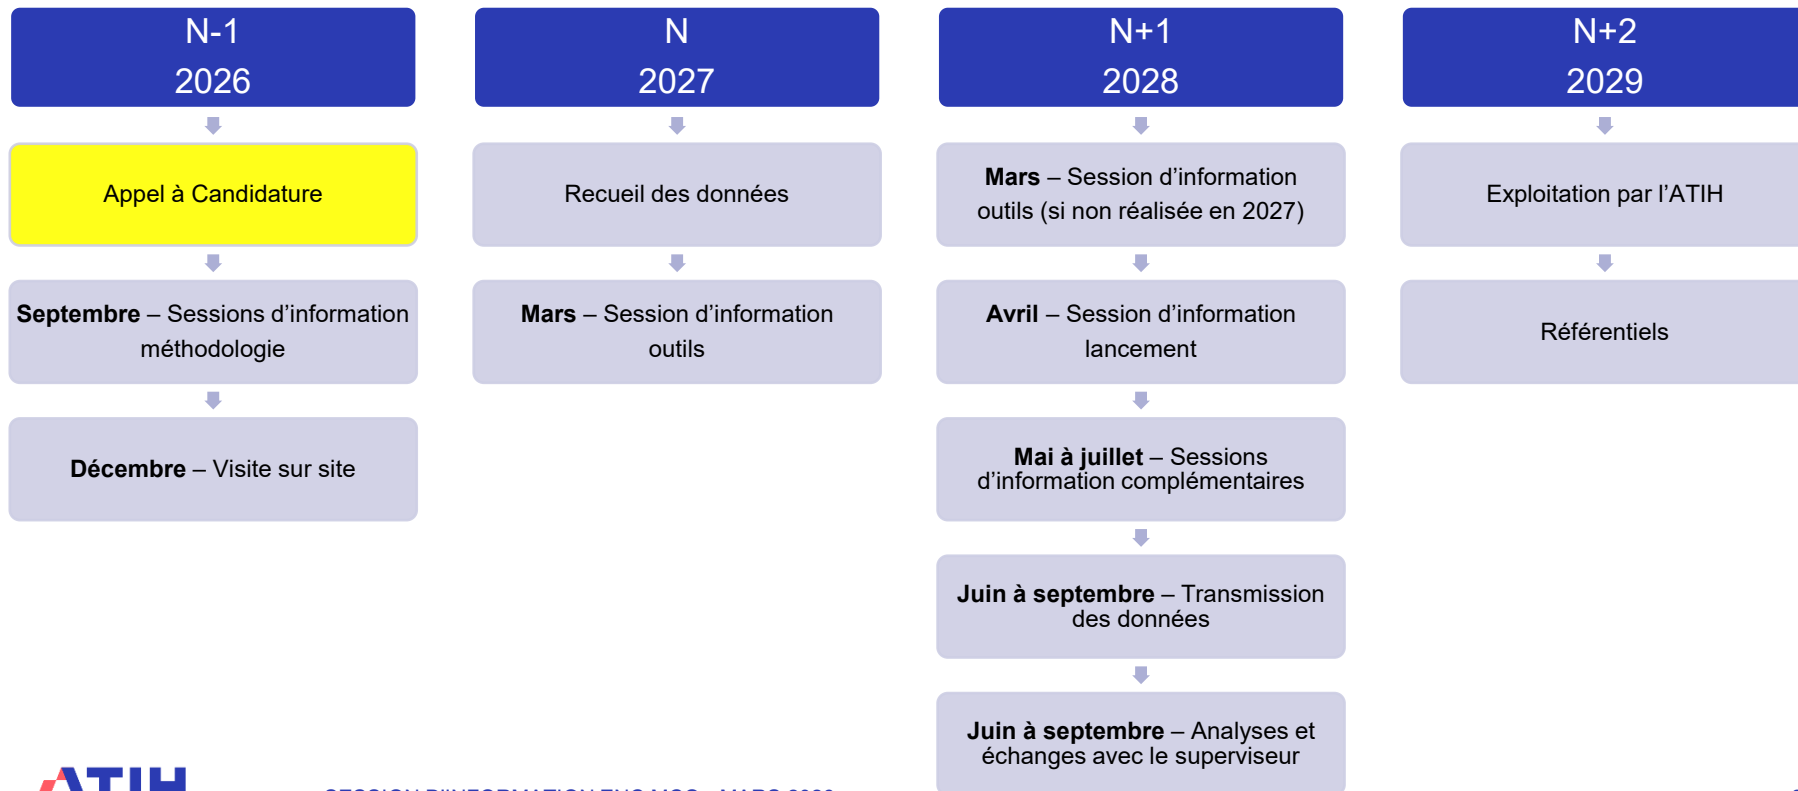 N-1
2026
Appel à Candidature
Septembre – Sessions d’information
méthodologie
Décembre – Visite sur site
N
2027
Recueil des données
Mars – Session d’information
outils
N+1
2028
Mars – Session d’information
outils (si non réalisée en 2027)
Avril – Session d’information
lancement
Mai à juillet – Sessions
d’information complémentaires
Juin à septembre – Transmission
des données
Juin à septembre – Analyses et
échanges avec le superviseur
N+2
2029
Exploitation par l’ATIH
Référentiels
ATIH